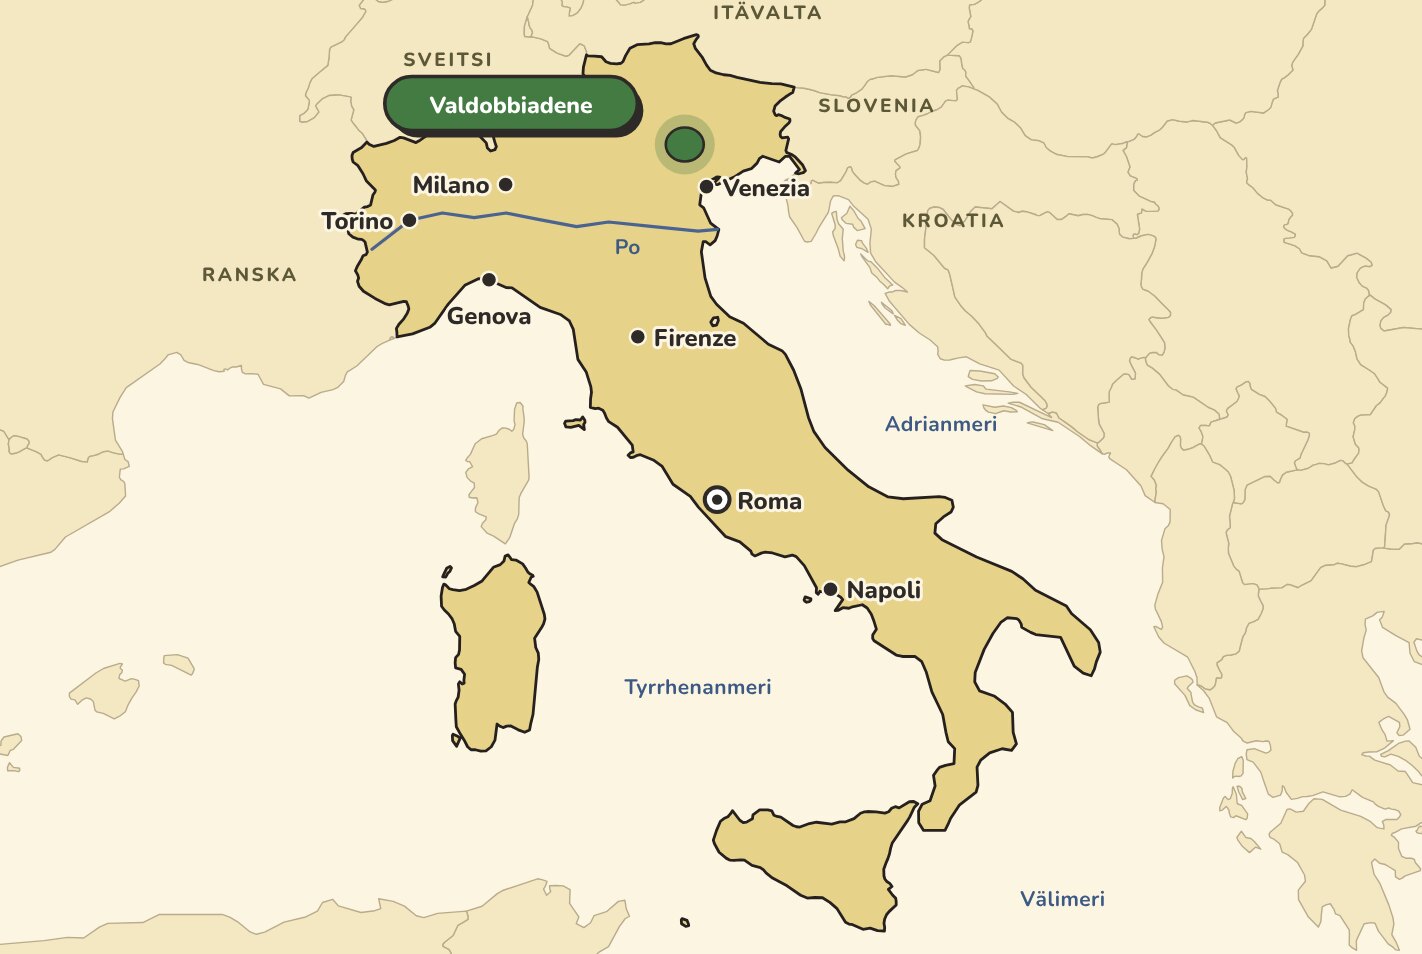 ITÄVALTA
SVEITSI
Valdobbiadene
SLOVENIA
Milano
Venezia
Torino
KROATIA
Po
RANSKA
Genova
Firenze
Adrianmeri
Roma
Napoli
Tyrrhenanmeri
Välimeri